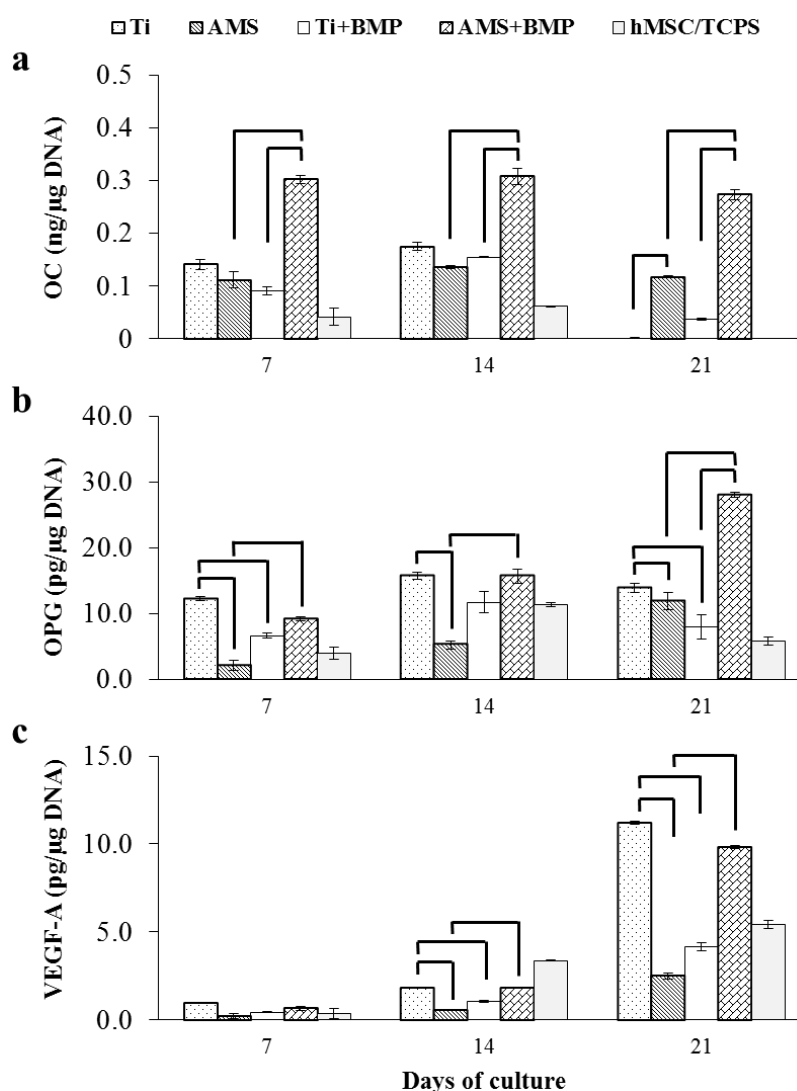 Ti AMS Ti+BMP AMS+BMP hMSC/TCPS
a
0.5
0.4
0.3
0.2
0.1
0
OC (ng/µg DNA)
7 14 21
b
40.0
30.0
20.0
10.0
0.0
OPG (pg/µg DNA)
7 14 21
c
15.0
10.0
5.0
0.0
VEGF-A (pg/µg DNA)
7 14 21
Days of culture